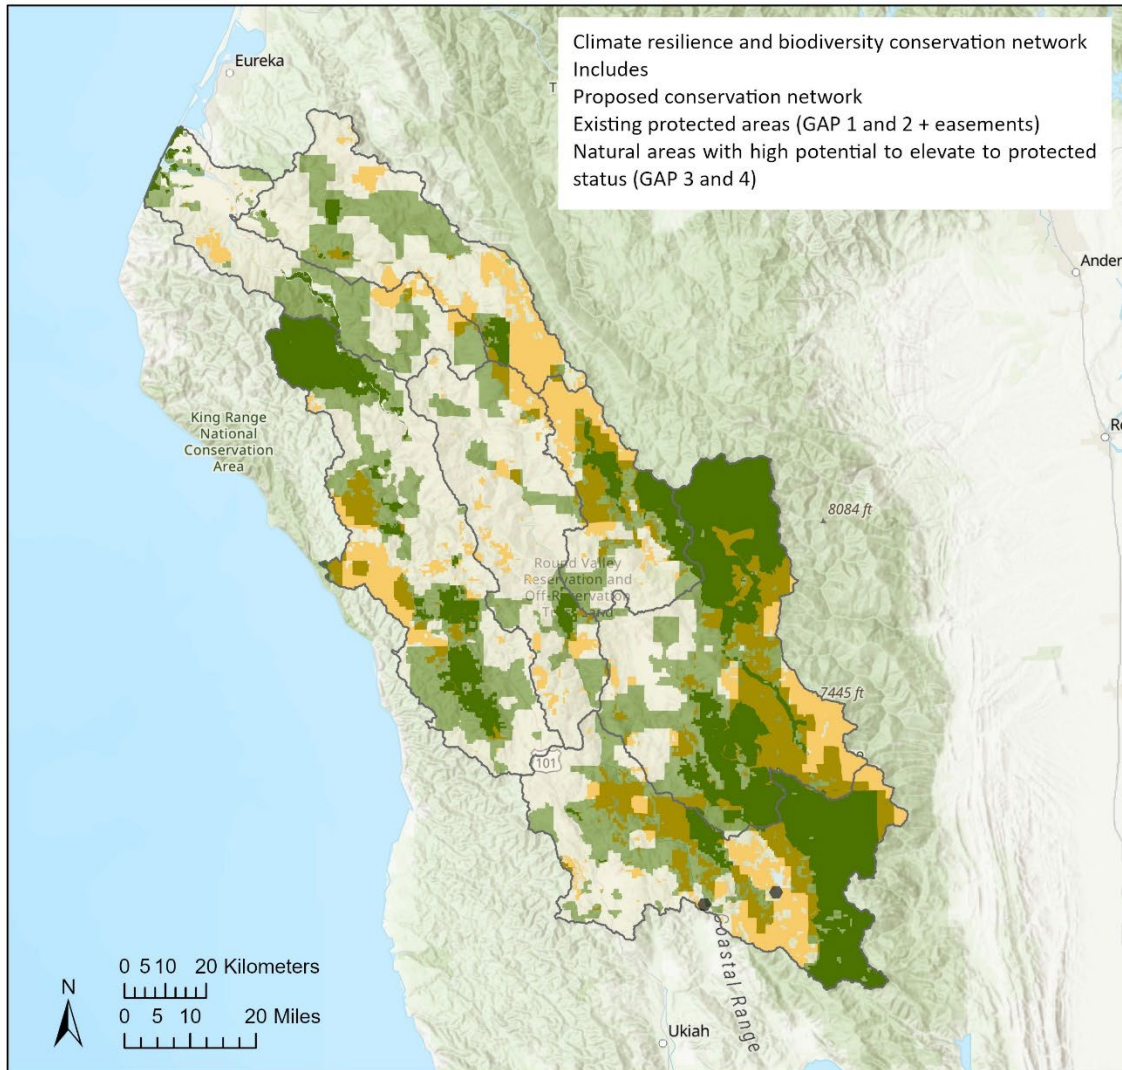 Eureka
Climate resilience and biodiversity conservation network
Includes
Proposed conservation network
Existing protected areas (GAP 1 and 2 + easements)
Natural areas with high potential to elevate to protected
status (GAP 3 and 4)
T
Ander
King Range
National
Conservation
Area
Re
8084 ft
Round Valley
Reservation and
Off-Reservation
7445 ft
101
Coastal Range
0 5 10 20 Kilometers
N
0 5 10 20 Miles
Ukiah